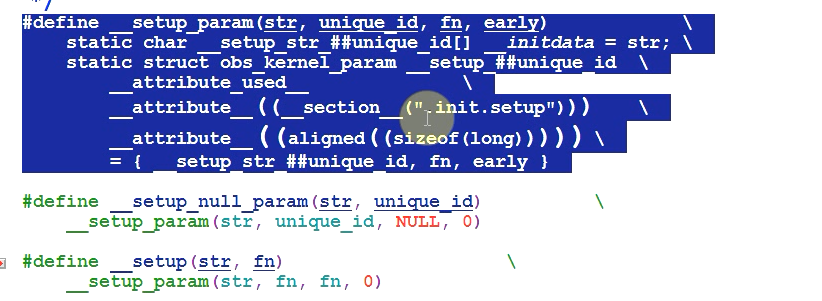 */
#define __setup_param(str, unique_id, fn, early) \
static char __setup_str_##unique_id[] __initdata = str; \
static struct obs_kernel_param __setup_##unique_id \
__attribute_used__ \
__attribute__((__section__(".init.setup"))) \
__attribute__((aligned((sizeof(long))))) \
= { __setup_str_##unique_id, fn, early }
#define __setup_null_param(str, unique_id) \
__setup_param(str, unique_id, NULL, 0)
#define __setup(str, fn) \
__setup_param(str, fn, fn, 0)